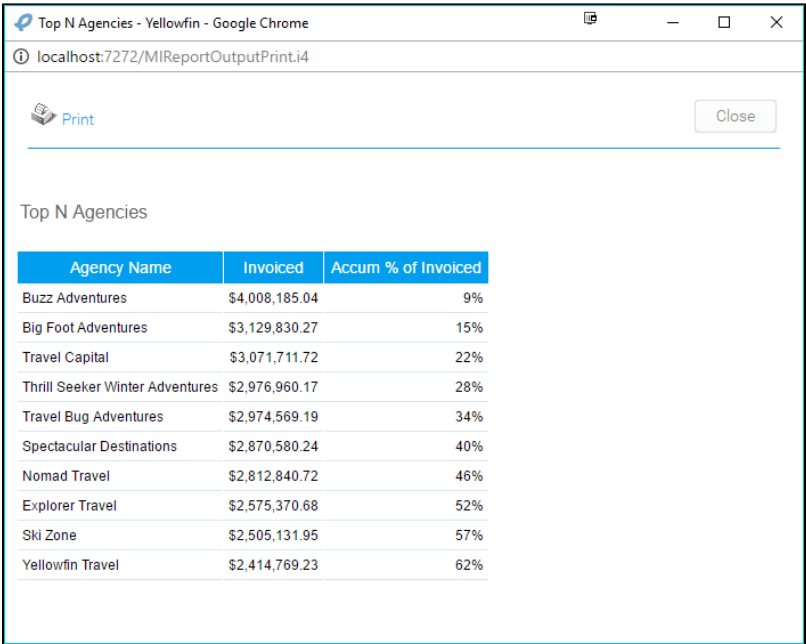 Top N Agencies - Yellowfin - Google Chrome
localhost:7272/MIReportOutputPrint.i4
Print Close
Top N Agencies
Agency Name Invoiced Accum % of Invoiced
Buzz Adventures $4,008,185.04 9%
Big Foot Adventures $3,129,830.27 15%
Travel Capital $3,071,711.72 22%
Thrill Seeker Winter Adventures $2,976,960.17 28%
Travel Bug Adventures $2,974,569.19 34%
Spectacular Destinations $2,870,580.24 40%
Nomad Travel $2,812,840.72 46%
Explorer Travel $2,575,370.68 52%
Ski Zone $2,505,131.95 57%
Yellowfin Travel $2,414,769.23 62%